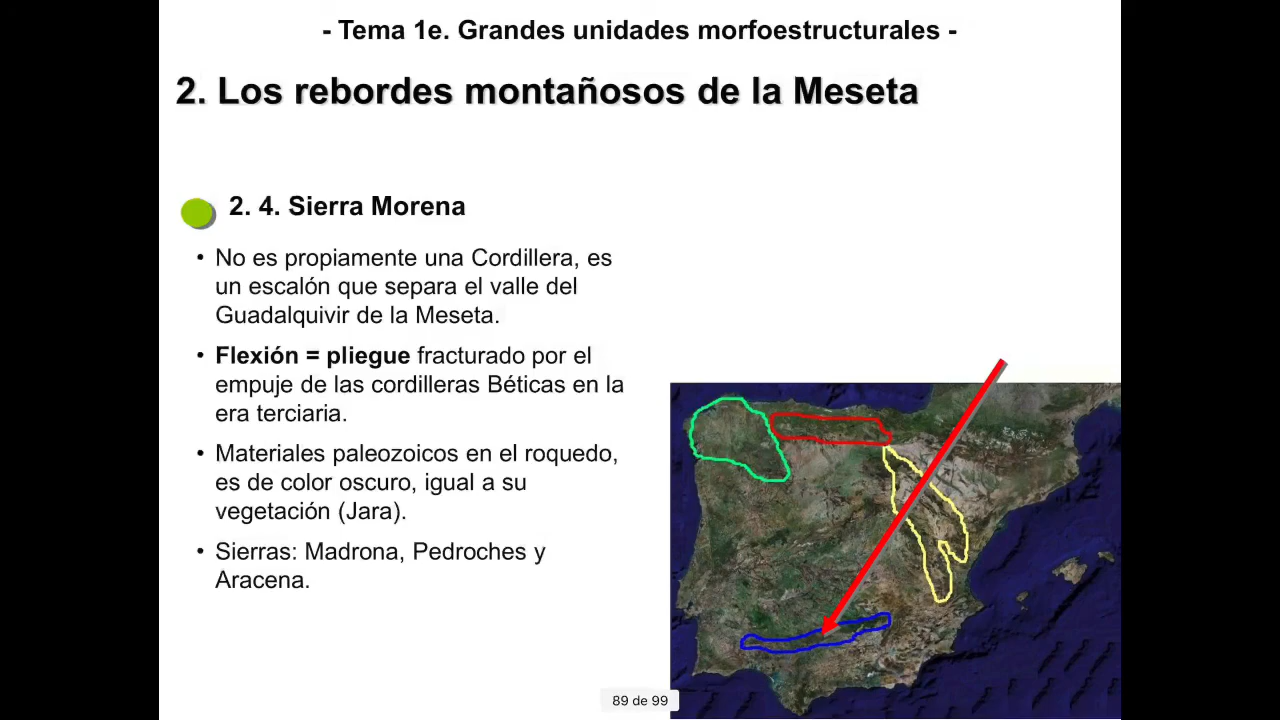 - Tema 1e. Grandes unidades morfoestructurales -
2. Los rebordes montañosos de la Meseta
2. 4. Sierra Morena
• No es propiamente una Cordillera, es
un escalón que separa el valle del
Guadalquivir de la Meseta.
• Flexión = pliegue fracturado por el
empuje de las cordilleras Béticas en la
era terciaria.
• Materiales paleozoicos en el roquedo,
es de color oscuro, igual a su
vegetación (Jara).
• Sierras: Madrona, Pedroches y
Aracena.
89 de 99